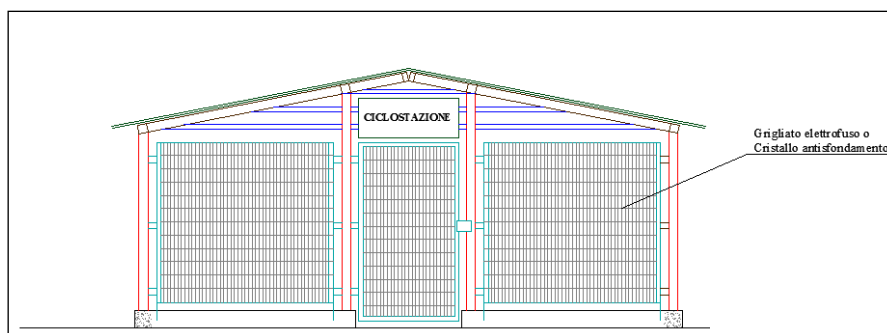 CICLOSTAZIONE
Grigliato elettrofuso o
Cristallo antisfondamento